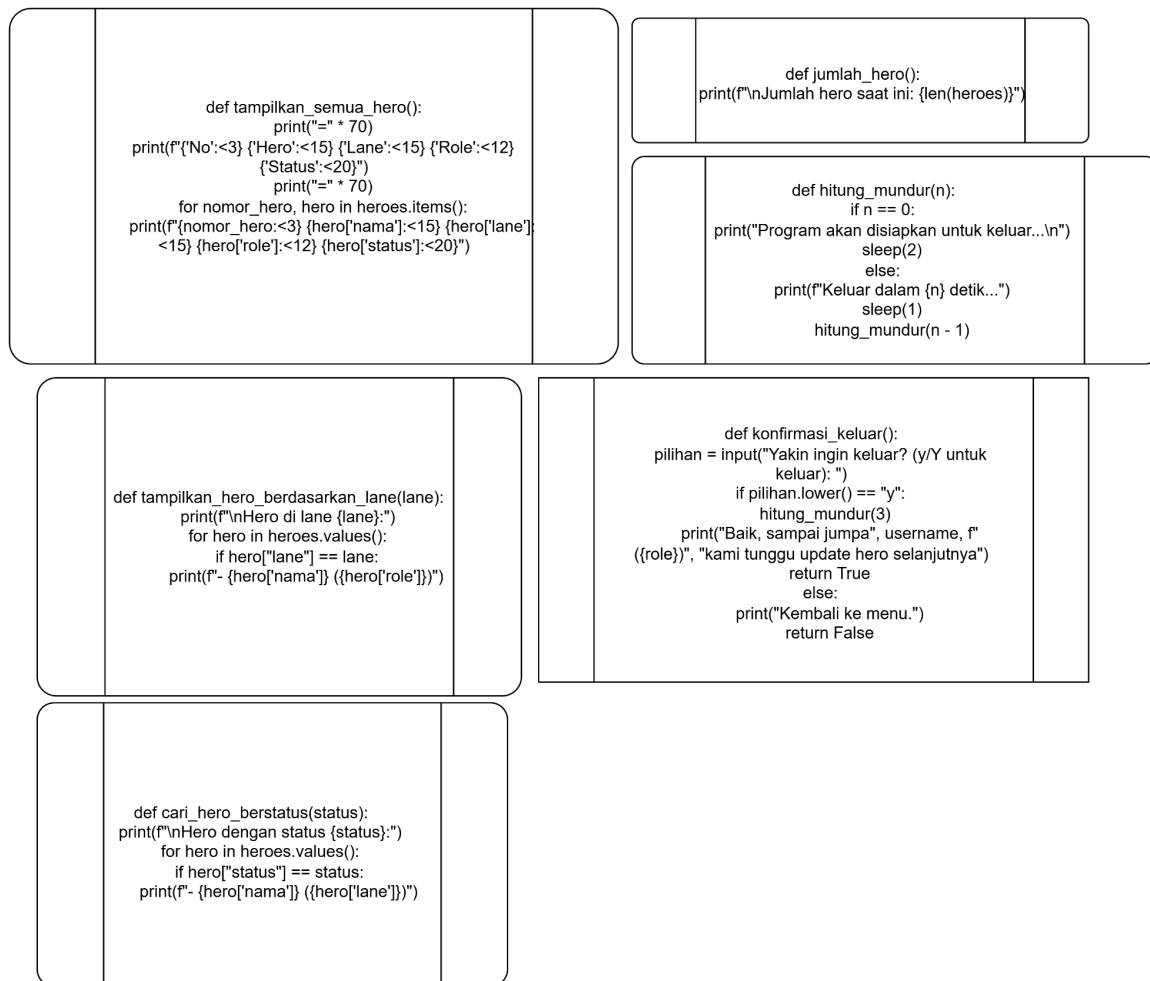 def tampilkan_semua_hero():
print("=" * 70)
print(f"{'No':<3} {'Hero':<15} {'Lane':<15} {'Role':<12}
{'Status':<20}")
print("=" * 70)
for nomor_hero, hero in heroes.items():
print(f"{nomor_hero:<3} {hero['nama']:<15} {hero['lane']:
<15} {hero['role']:<12} {hero['status']:<20}")
def jumlah_hero():
print(f"\nJumlah hero saat ini: {len(heroes)}")
def hitung_mundur(n):
if n == 0:
print("Program akan disiapkan untuk keluar...\n")
sleep(2)
else:
print(f"Keluar dalam {n} detik...")
sleep(1)
hitung_mundur(n - 1)
def tampilkan_hero_berdasarkan_lane(lane):
print(f"\nHero di lane {lane}:")
for hero in heroes.values():
if hero["lane"] == lane:
print(f"- {hero['nama']} ({hero['role']})")
def konfirmasi_keluar():
pilihan = input("Yakin ingin keluar? (y/Y untuk
keluar): ")
if pilihan.lower() == "y":
hitung_mundur(3)
print("Baik, sampai jumpa", username, f"
({role})", "kami tunggu update hero selanjutnya")
return True
else:
print("Kembali ke menu.")
return False
def cari_hero_berstatus(status):
print(f"\nHero dengan status {status}:")
for hero in heroes.values():
if hero["status"] == status:
print(f"- {hero['nama']} ({hero['lane']})")